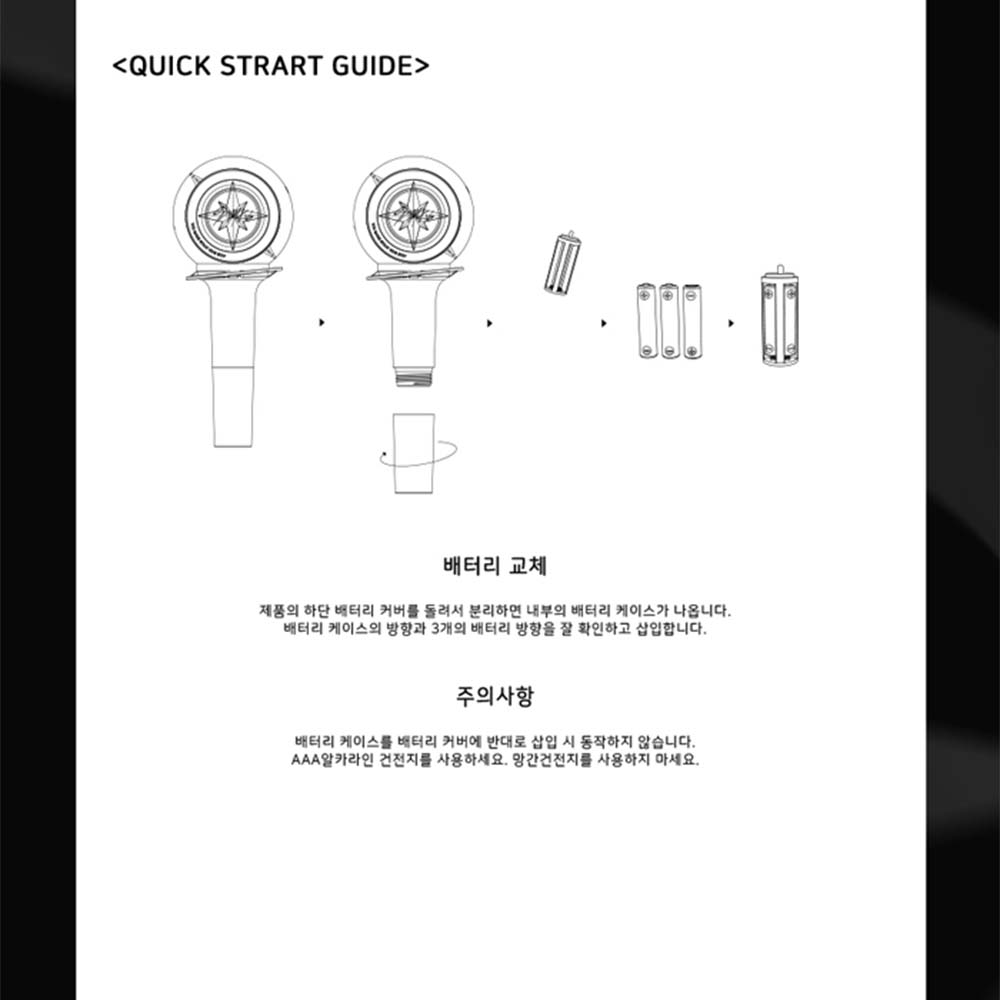 <QUICK STRART GUIDE>
배터리 교체
제품의 하단 배터리 커버를 돌려서 분리하면 내부의 배터리 케이스가 나옵니다.
배터리 케이스의 방향과 3개의 배터리 방향을 잘 확인하고 삽입합니다.
주의사항
배터리 케이스를 배터리 커버에 반대로 삽입 시 동작하지 않습니다.
AAA알카라인 건전지를 사용하세요. 망간건전지를 사용하지 마세요.